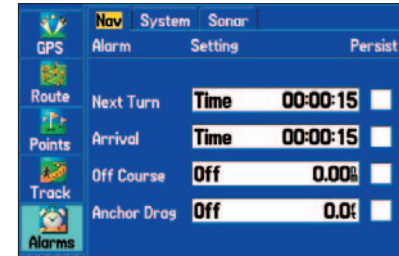 Nav System Sonar
Alarm Setting Persist
GPS
Route
Points
Track
Alarms
Next Turn Time 00:00:15
Arrival Time 00:00:15
Off Course Off 0.00
Anchor Drag Off 0.0